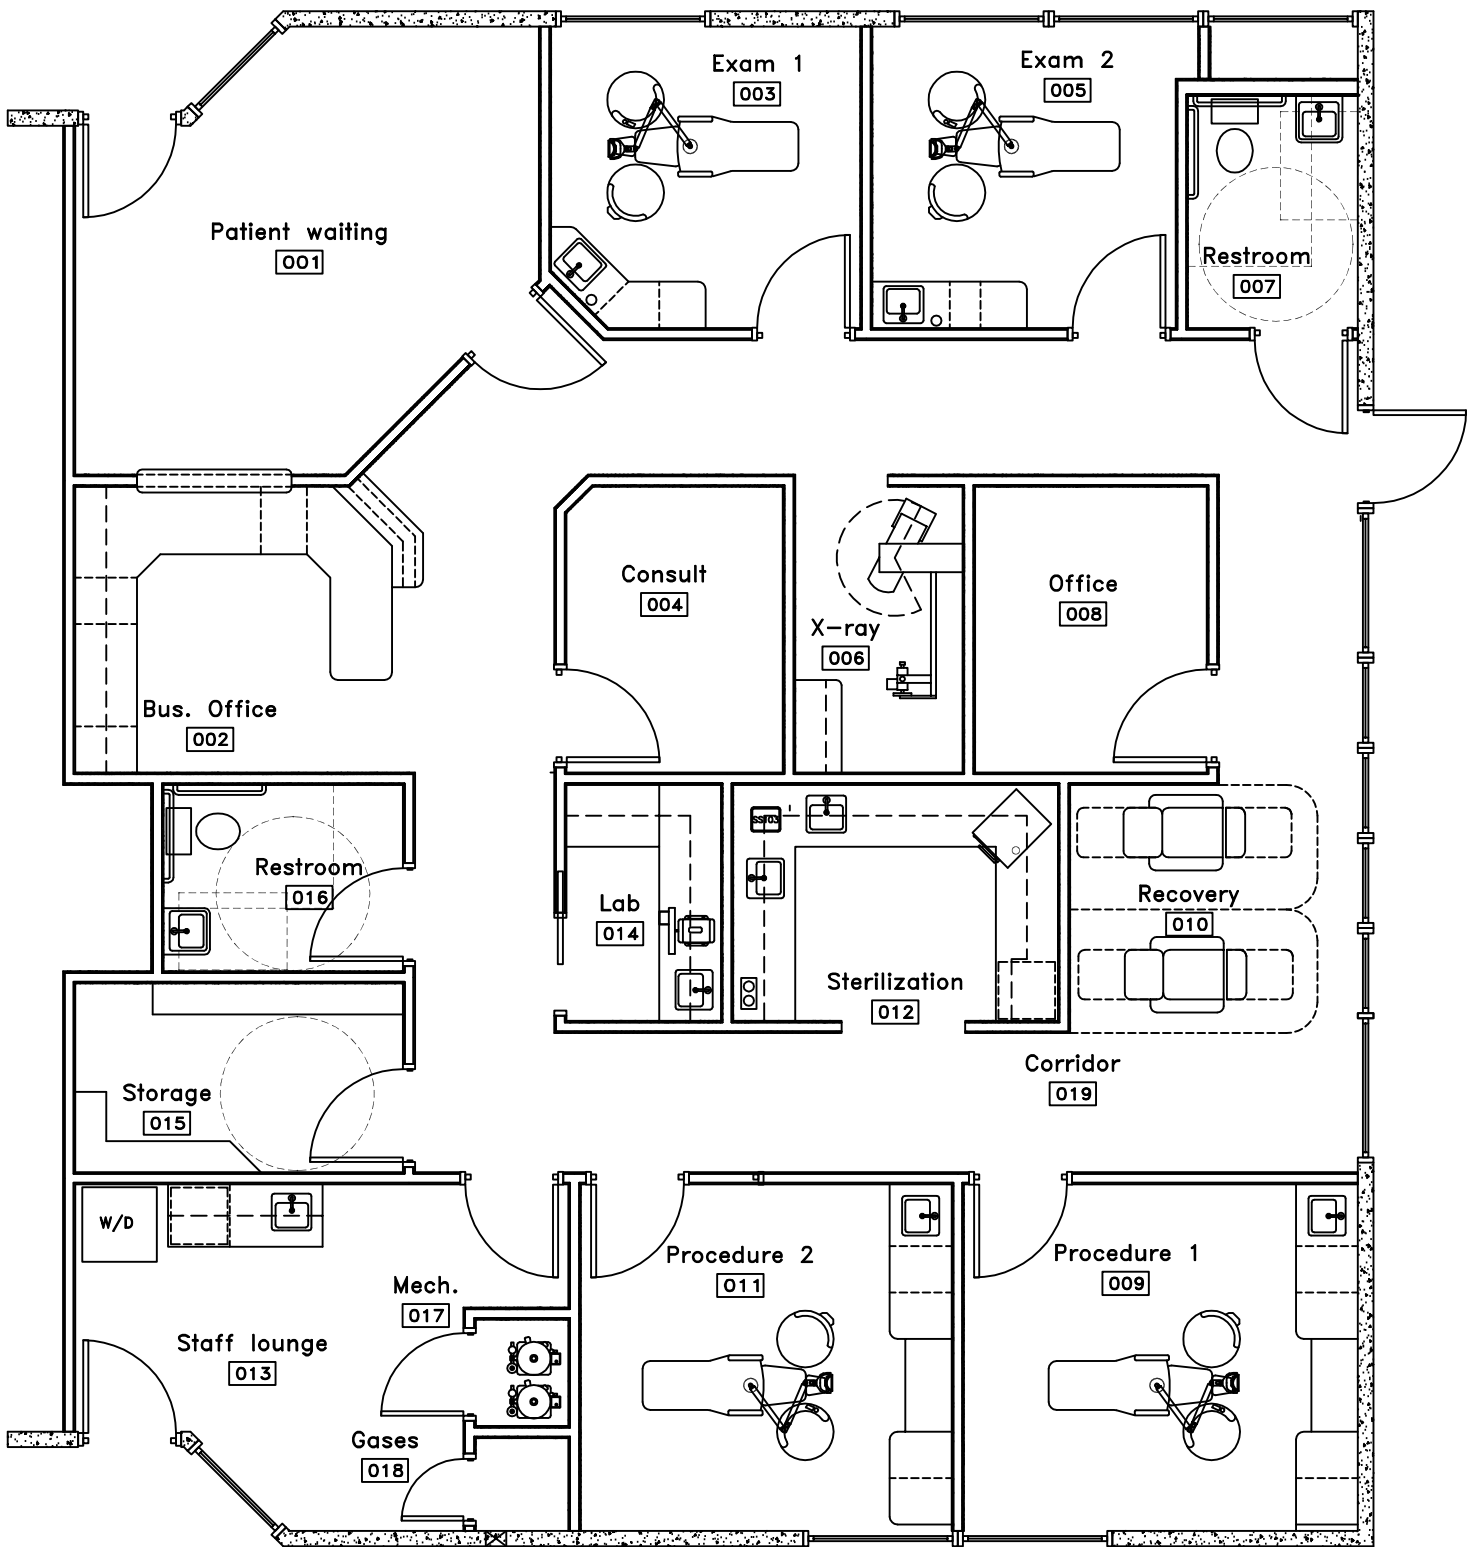 Exam 1
003
Exam 2
005
Patient waiting
001
Restroom
007
Consult
004
X-ray
006
Office
008
Bus. Office
002
Restroom
016
Lab
014
Sterilization
012
Recovery
010
Corridor
019
Storage
015
W/D
Procedure 2
011
Procedure 1
009
Mech.
017
Staff lounge
013
Gases
018